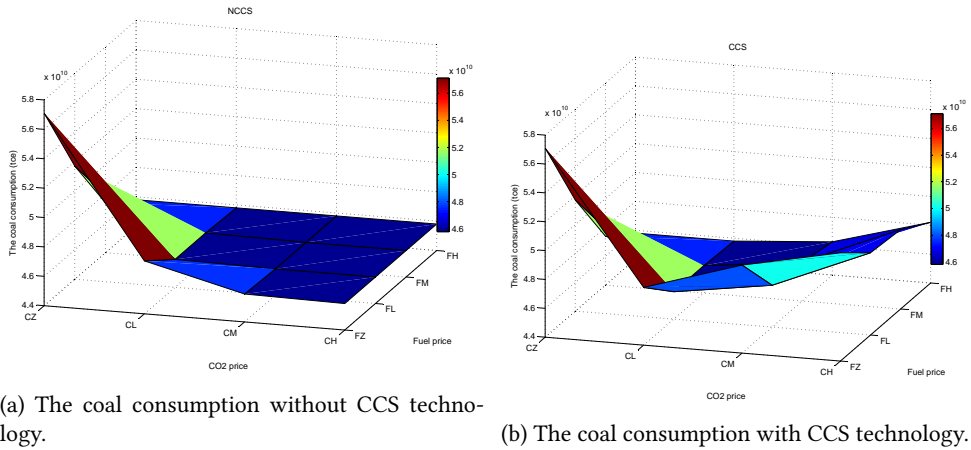 NCCS
x 10^10
5.8
5.6
5.4
5.2
5
4.8
4.6
4.4
The coal consumption (tce)
CZ
CL
CM
CH
CO2 price
FZ
FL
FM
FH
Fuel price
x 10^10
5.6
5.4
5.2
5
4.8
4.6
(a) The coal consumption without CCS techno-
logy.
CCS
x 10^10
5.8
5.6
5.4
5.2
5
4.8
4.6
4.4
The coal consumption (tce)
CZ
CL
CM
CH
CO2 price
FZ
FL
FM
FH
Fuel price
x 10^10
5.6
5.4
5.2
5
4.8
4.6
(b) The coal consumption with CCS technology.